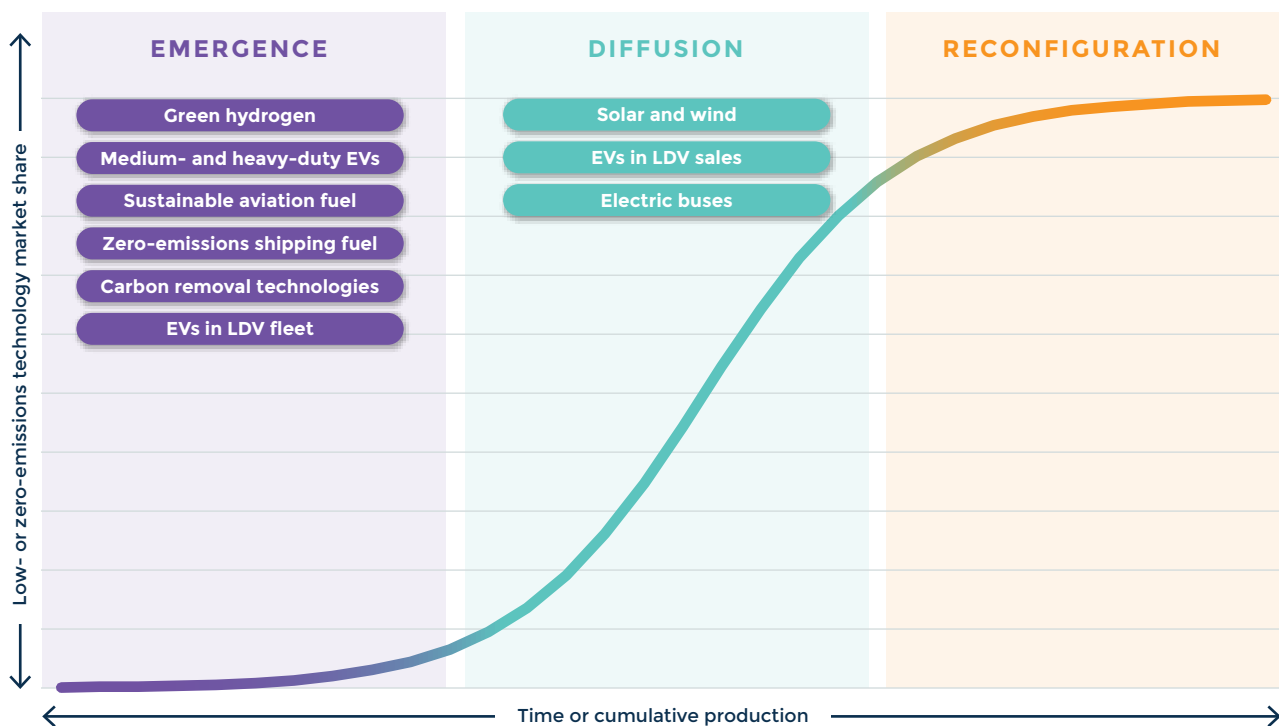 EMERGENCE
Green hydrogen
Medium- and heavy-duty EVs
Sustainable aviation fuel
Zero-emissions shipping fuel
Carbon removal technologies
EVs in LDV fleet
DIFFUSION
Solar and wind
EVs in LDV sales
Electric buses
RECONFIGURATION
Low- or zero-emissions technology market share
Time or cumulative production